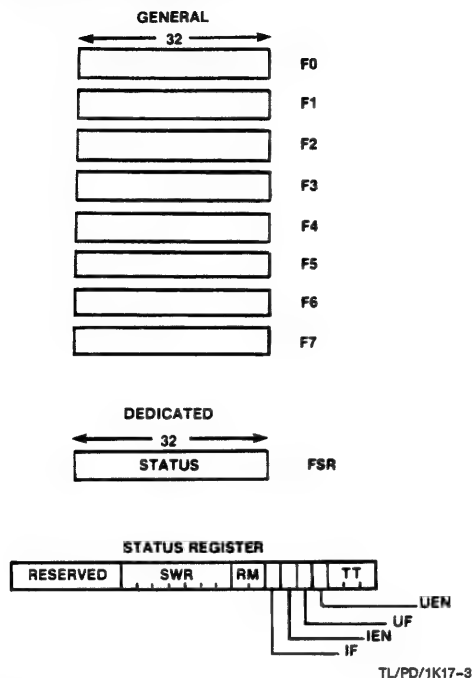 GENERAL
32
F0
F1
F2
F3
F4
F5
F6
F7
DEDICATED
32
STATUS FSR
STATUS REGISTER
RESERVED SWR RM TT
UEN
UF
IEN
IF
TL/PD/1K17-3